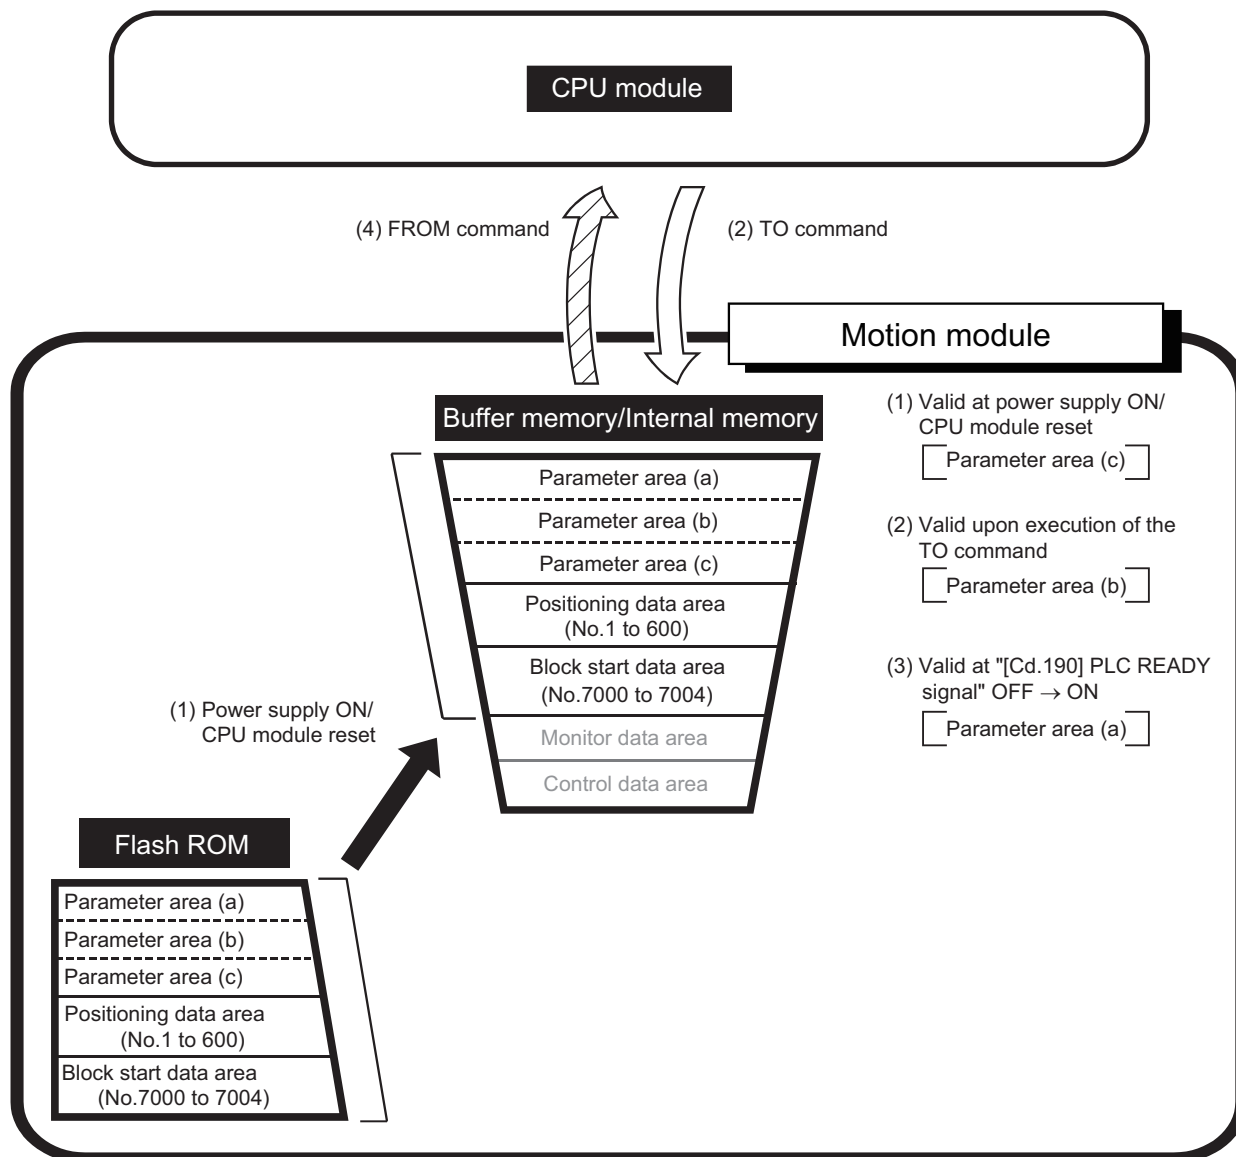 CPU module
(4) FROM command
(2) TO command
Motion module
Buffer memory/Internal memory
Parameter area (a)
Parameter area (b)
Parameter area (c)
Positioning data area
(No.1 to 600)
Block start data area
(No.7000 to 7004)
Monitor data area
Control data area
(1) Valid at power supply ON/
CPU module reset
Parameter area (c)
(2) Valid upon execution of the
TO command
Parameter area (b)
(3) Valid at "[Cd.190] PLC READY
signal" OFF → ON
Parameter area (a)
(1) Power supply ON/
CPU module reset
Flash ROM
Parameter area (a)
Parameter area (b)
Parameter area (c)
Positioning data area
(No.1 to 600)
Block start data area
(No.7000 to 7004)